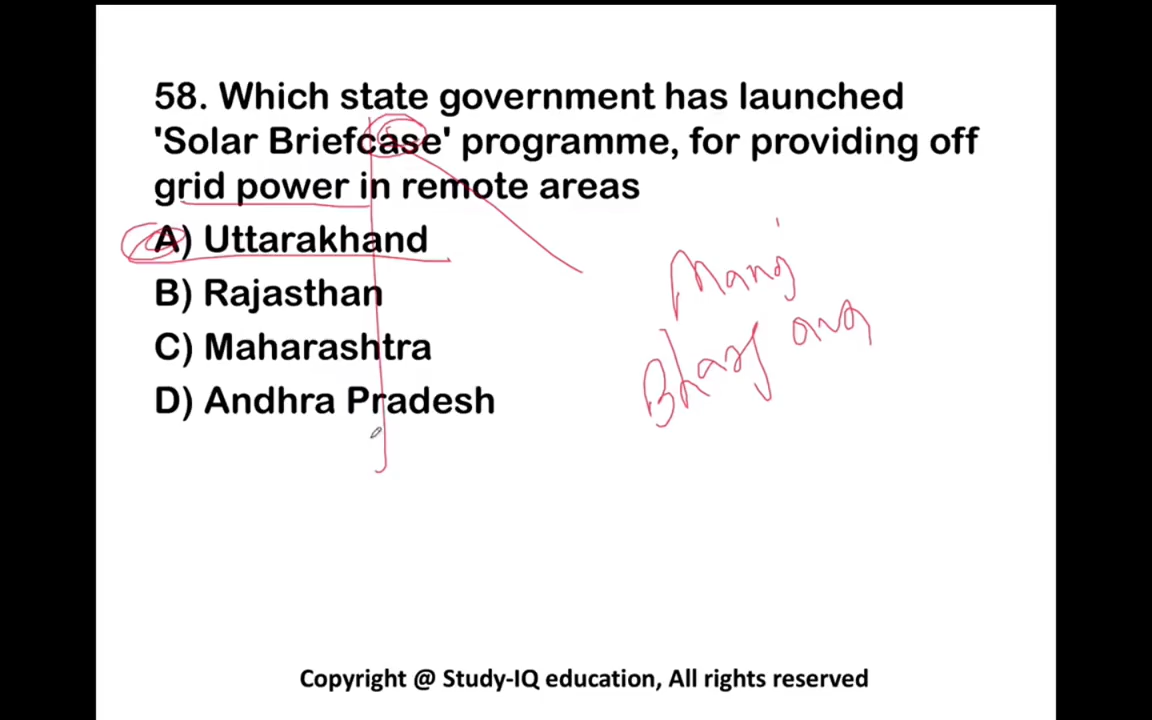 58. Which state government has launched
'Solar Briefcase' programme, for providing off
grid power in remote areas
A) Uttarakhand
B) Rajasthan
C) Maharashtra
D) Andhra Pradesh
Copyright @ Study-IQ education, All rights reserved